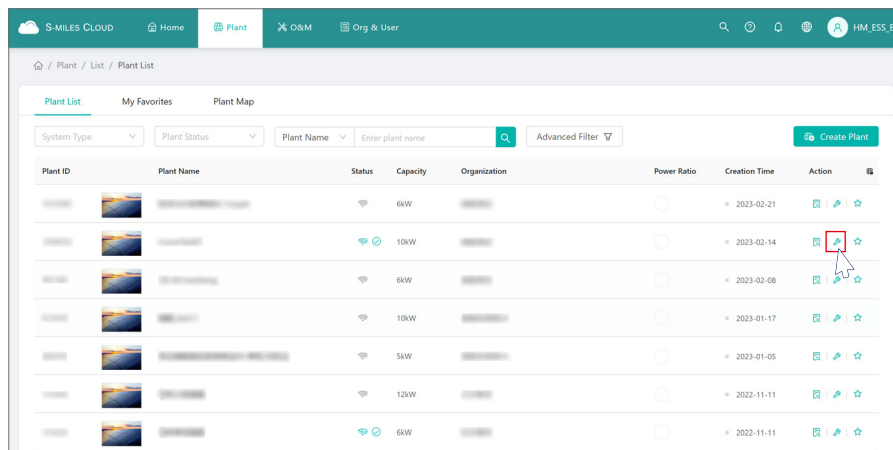 S-MILES CLOUD Home Plant O&M Org & User HM_ESS_E
/ Plant / List / Plant List
Plant List My Favorites Plant Map
System Type Plant Status Plant Name Enter plant name Advanced Filter Create Plant
Plant ID Plant Name Status Capacity Organization Power Ratio Creation Time Action
6kW 2023-02-21
10kW 2023-02-14
6kW 2023-02-08
10kW 2023-01-17
5kW 2023-01-05
12kW 2022-11-11
6kW 2022-11-11